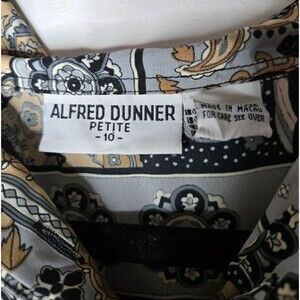 ALFRED DUNNER
PETITE
-10-
MADE IN MACAU
FOR CARE SEE OVER